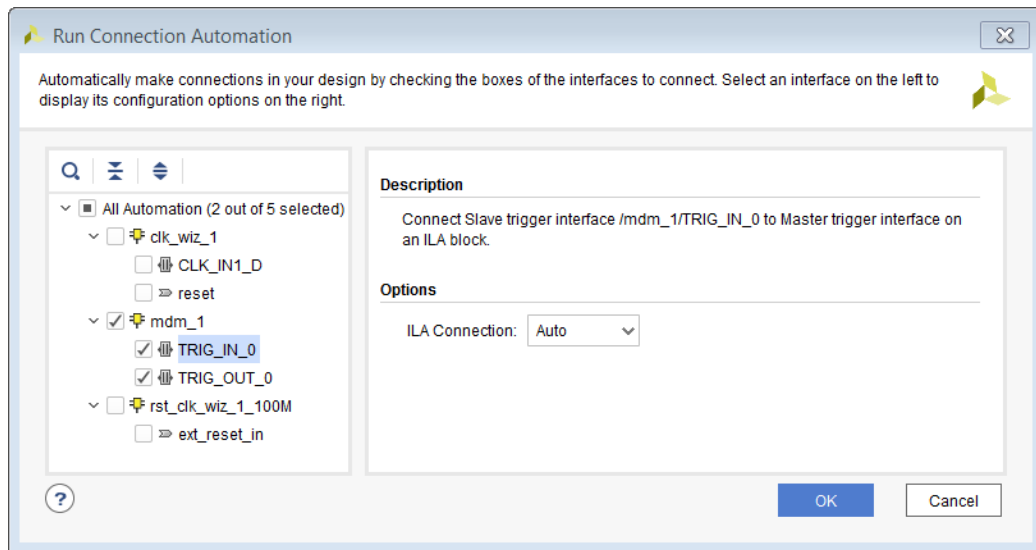 Run Connection Automation
Automatically make connections in your design by checking the boxes of the interfaces to connect. Select an interface on the left to
display its configuration options on the right.
All Automation (2 out of 5 selected)
clk_wiz_1
CLK_IN1_D
reset
mdm_1
TRIG_IN_0
TRIG_OUT_0
rst_clk_wiz_1_100M
ext_reset_in
Description
Connect Slave trigger interface /mdm_1/TRIG_IN_0 to Master trigger interface on
an ILA block.
Options
ILA Connection: Auto
?
OK
Cancel